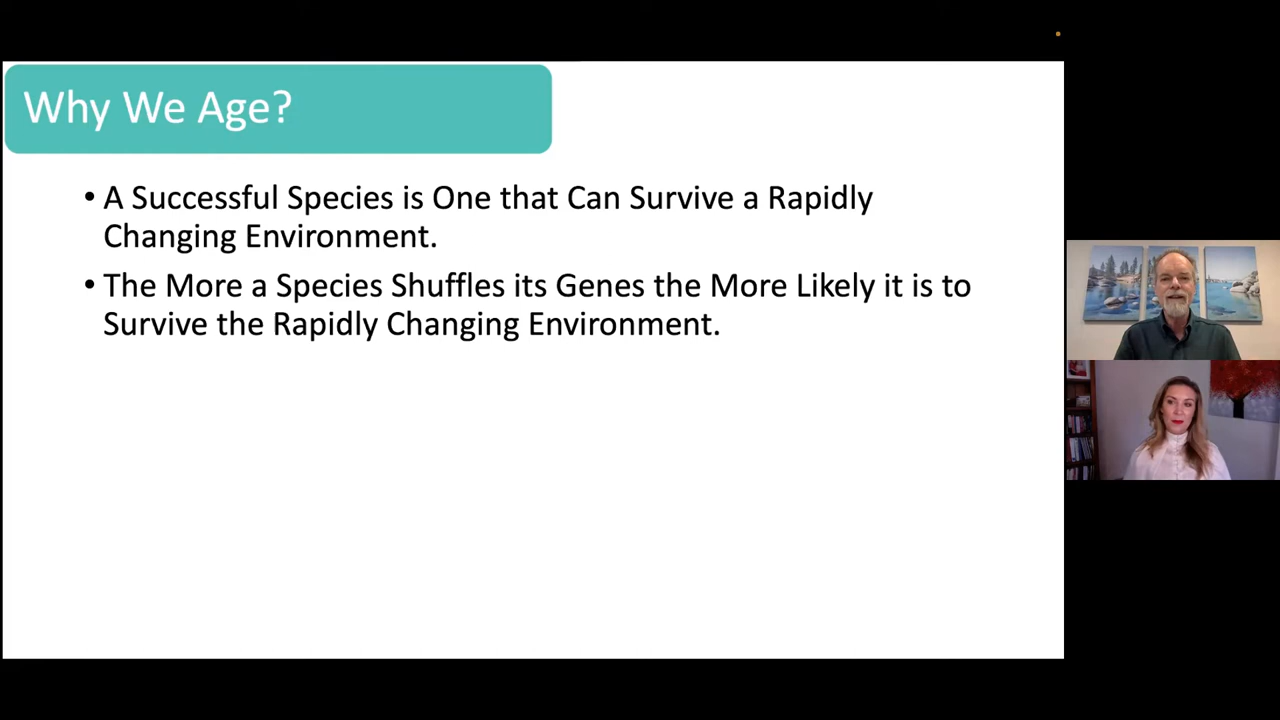 Why We Age?
• A Successful Species is One that Can Survive a Rapidly
Changing Environment.
• The More a Species Shuffles its Genes the More Likely it is to
Survive the Rapidly Changing Environment.